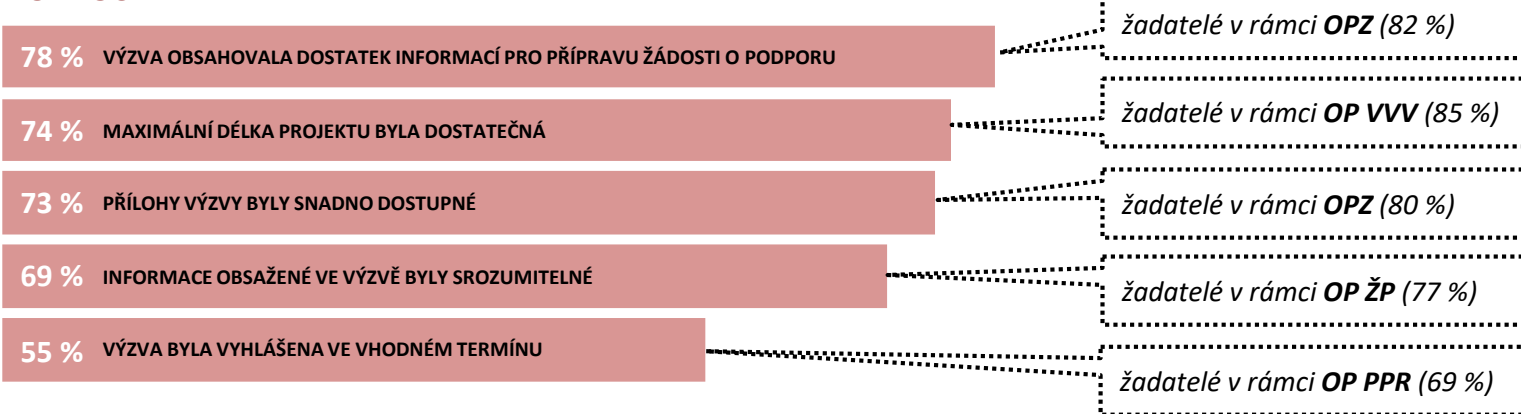 78 % VÝZVA OBSAHOVALA DOSTATEK INFORMACÍ PRO PŘÍPRAVU ŽÁDOSTI O PODPORU
žadatelé v rámci OPZ (82 %)
74 % MAXIMÁLNÍ DÉLKA PROJEKTU BYLA DOSTATEČNÁ
žadatelé v rámci OP VVV (85 %)
73 % PŘÍLOHY VÝZVY BYLY SNADNO DOSTUPNÉ
žadatelé v rámci OPZ (80 %)
69 % INFORMACE OBSAŽENÉ VE VÝZVĚ BYLY SROZUMITELNÉ
žadatelé v rámci OP ŽP (77 %)
55 % VÝZVA BYLA VYHLÁŠENA VE VHODNÉM TERMÍNU
žadatelé v rámci OP PPR (69 %)